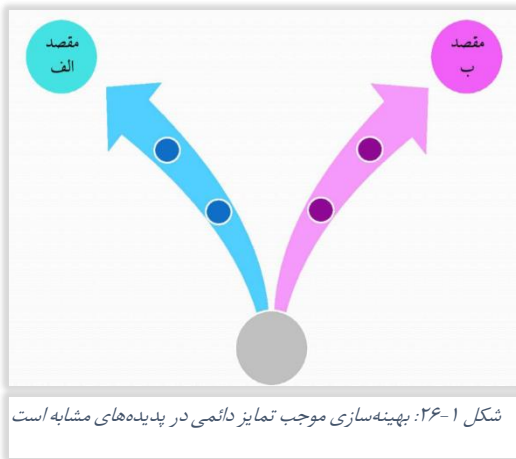 مقصد
ب
مقصد
الف
شکل ۱-۲۶: بهینه‌سازی موجب تمایز دائمی در پدیده‌های مشابه است